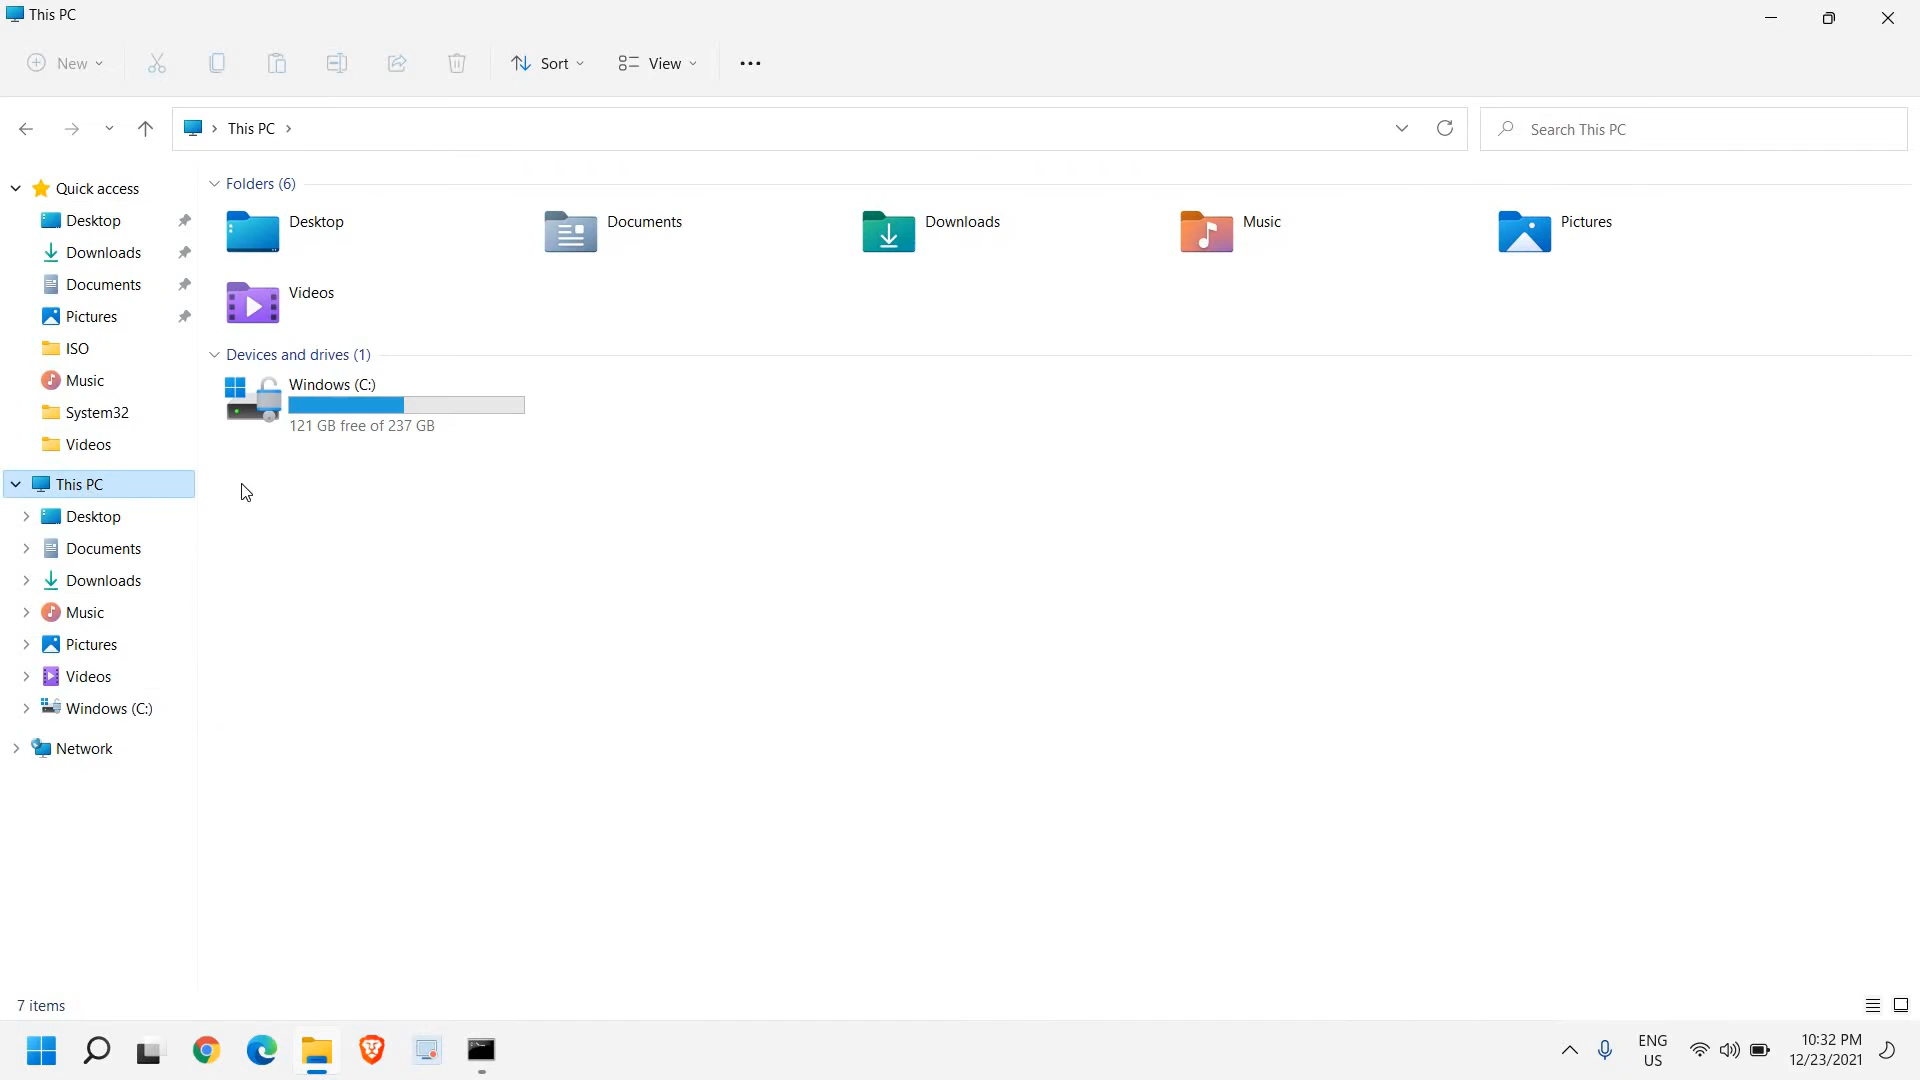 This PC
New
Sort
View
This PC
Search This PC
Quick access
Desktop
Downloads
Documents
Pictures
ISO
Music
System32
Videos
This PC
Desktop
Documents
Downloads
Music
Pictures
Videos
Windows (C:)
Network
Folders (6)
Desktop
Documents
Downloads
Music
Pictures
Videos
Devices and drives (1)
Windows (C:)
121 GB free of 237 GB
7 items
ENG
US
10:32 PM
12/23/2021